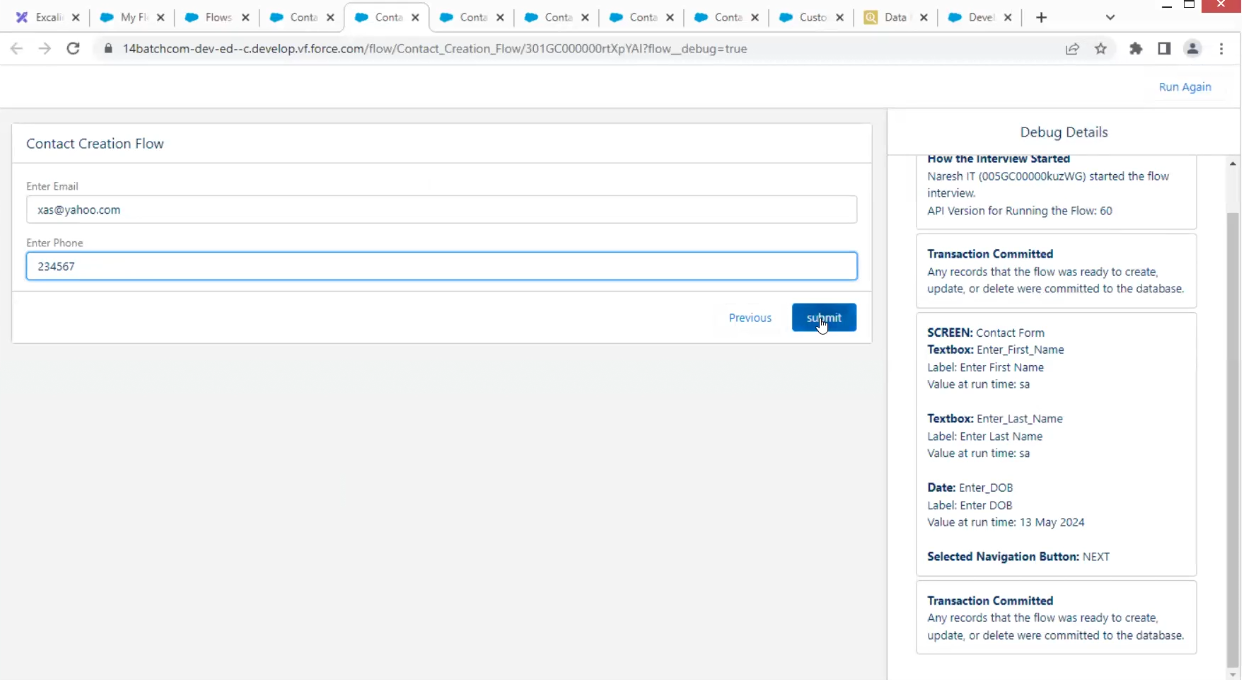 Excali
My Fl
Flows
Conta
Conta
Conta
Conta
Conta
Conta
Custo
Data
Devel
14batchcom-dev-ed--c.develop.vf.force.com/flow/Contact_Creation_Flow/301GC000000rtXpYAI?flow__debug=true
Run Again
Contact Creation Flow
Enter Email
xas@yahoo.com
Enter Phone
234567
Previous
submit
Debug Details
How the Interview Started
Naresh IT (005GC00000kuzWG) started the flow
interview.
API Version for Running the Flow: 60
Transaction Committed
Any records that the flow was ready to create,
update, or delete were committed to the database.
SCREEN: Contact Form
Textbox: Enter_First_Name
Label: Enter First Name
Value at run time: sa
Textbox: Enter_Last_Name
Label: Enter Last Name
Value at run time: sa
Date: Enter_DOB
Label: Enter DOB
Value at run time: 13 May 2024
Selected Navigation Button: NEXT
Transaction Committed
Any records that the flow was ready to create,
update, or delete were committed to the database.